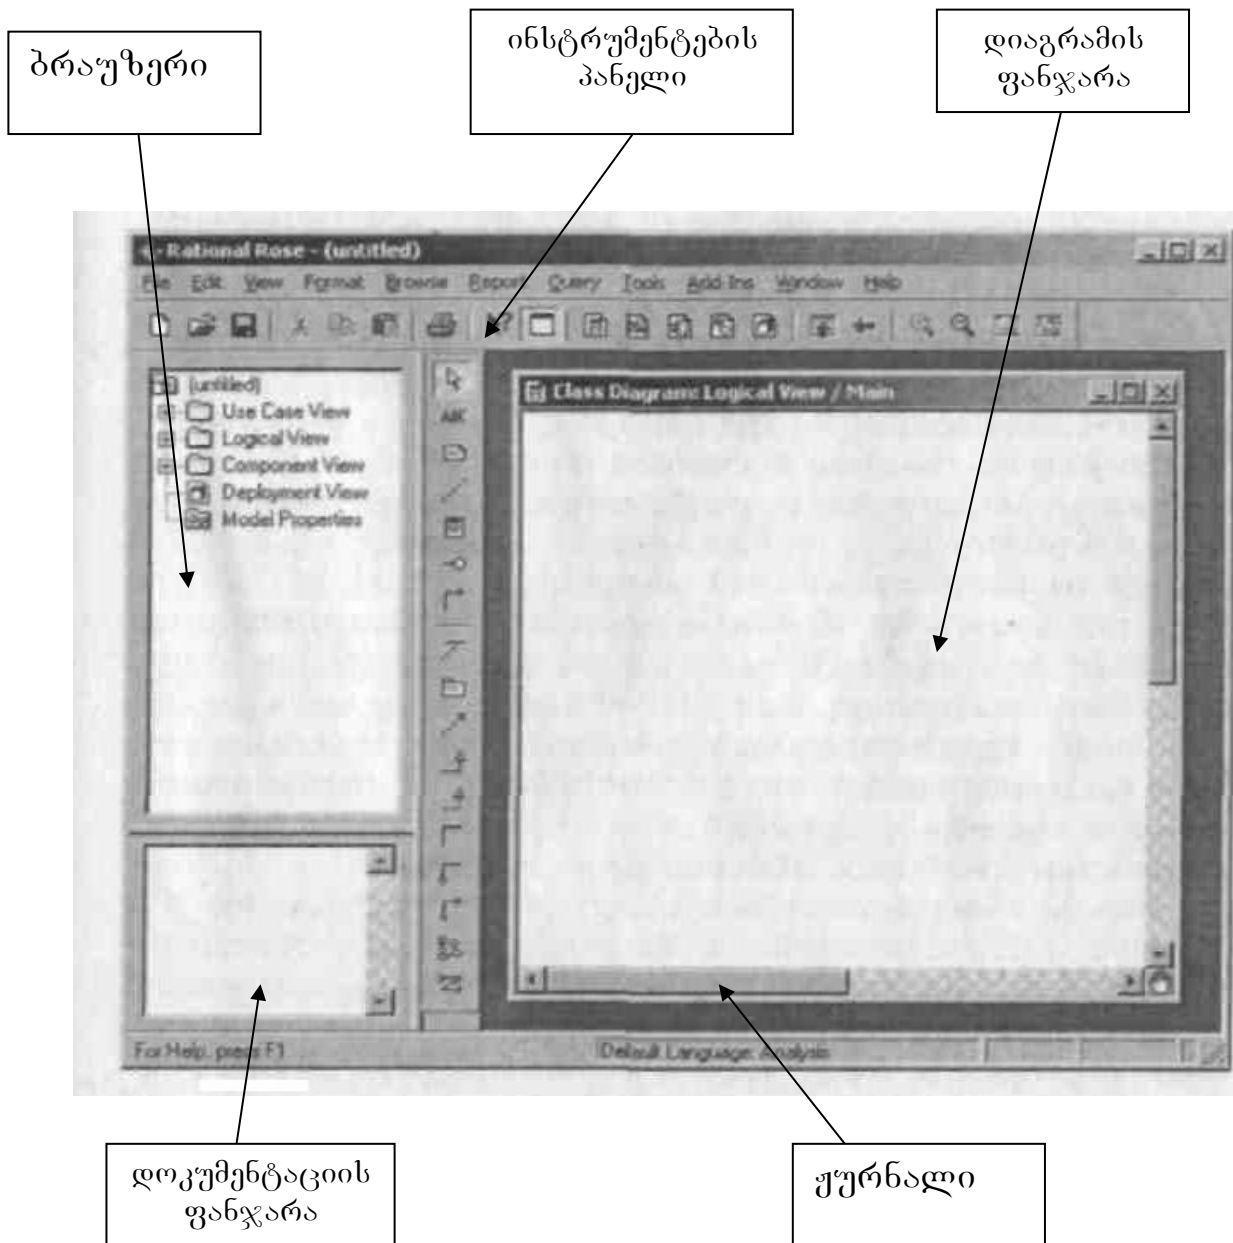 ბრაუზერი
ინსტრუმენტების
პანელი
დიაგრამის
ფანჯარა
Rational Rose - (untitled)
File Edit View Format Browse Report Query Tools Add-Ins Window Help
(untitled)
Use Case View
Logical View
Component View
Deployment View
Model Properties
ABC
Class Diagram: Logical View / Main
For Help, press F1
Default Language: Analysis
დოკუმენტაციის
ფანჯარა
ჟურნალი